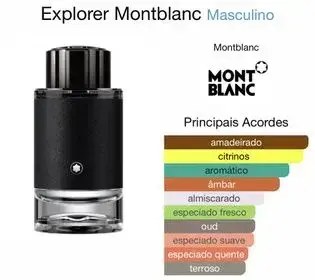 Explorer Montblanc Masculino
Montblanc
MONT
BLANC
Principais Acordes
amadeirado
citrinos
aromático
âmbar
almiscarado
especiado fresco
oud
especiado suave
especiado quente
terroso